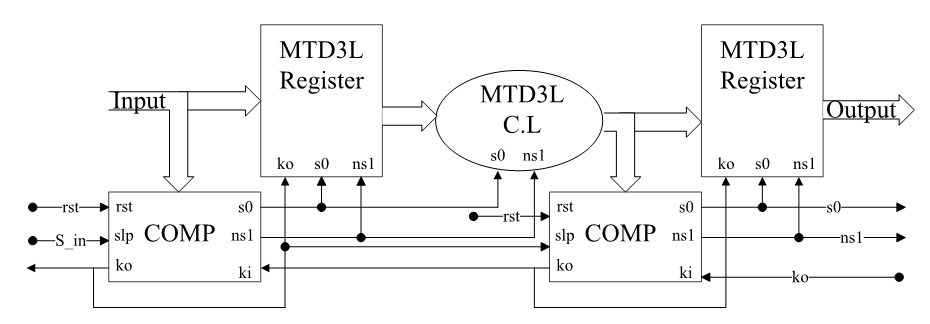 MTD3L
Register
ko s0 ns1
Input
MTD3L
C.L
s0 ns1
MTD3L
Register
ko s0 ns1
Output
rst
S_in
rst
slp
ko
COMP
s0
ns1
ki
rst
rst
slp
ko
COMP
s0
ns1
ki
s0
ns1
ko